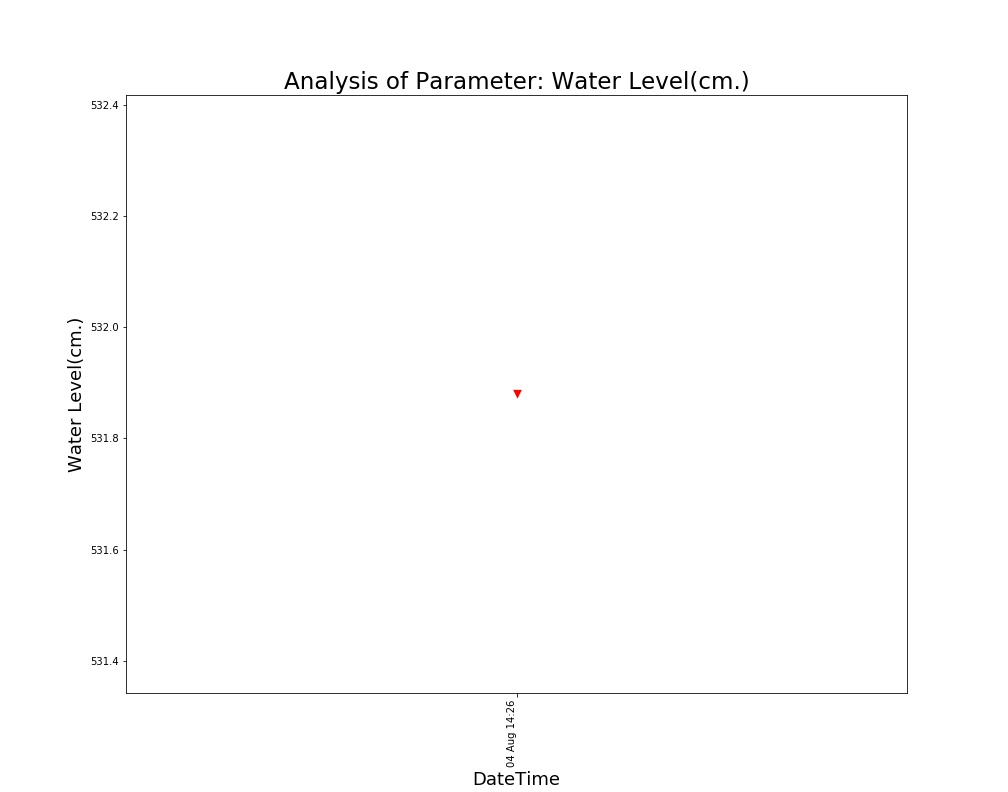 Analysis of Parameter: Water Level(cm.)
532.4
532.2
532.0
531.8
531.6
531.4
Water Level(cm.)
04 Aug 14:26
DateTime